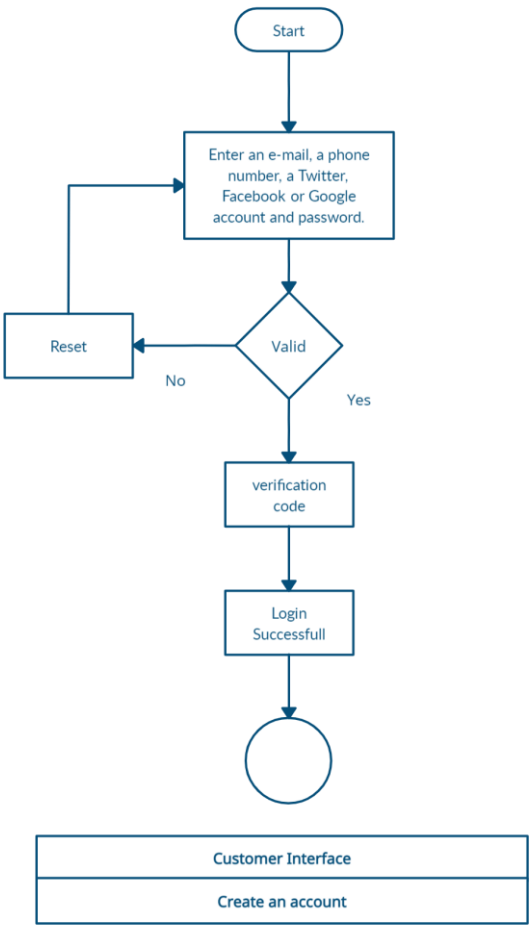 Start
Enter an e-mail, a phone
number, a Twitter,
Facebook or Google
account and password.
Valid
Reset
No
Yes
verification
code
Login
Successfull
Customer Interface
Create an account